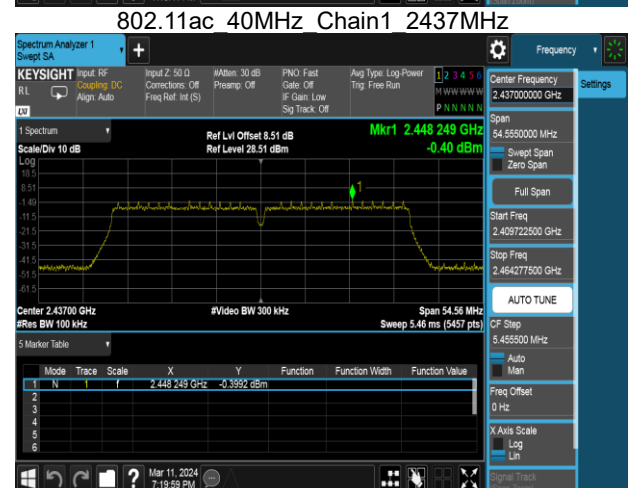 802.11ac_40MHz_Chain1_2437MHz
Spectrum Analyzer 1
Swept SA
Frequency
KEYSIGHT
RL
LXI
Input: RF
Coupling: DC
Align: Auto
Input Z: 50 Ω
Corrections: Off
Freq Ref: Int (S)
#Atten: 30 dB
Preamp: Off
PNO: Fast
Gate: Off
IF Gain: Low
Sig Track: Off
Avg Type: Log-Power
Trig: Free Run
1 2 3 4 5 6
M W W W W W
P N N N N N
Center Frequency
2.437000000 GHz
Settings
1 Spectrum
Scale/Div 10 dB
Log
Ref Lvl Offset 8.51 dB
Ref Level 28.51 dBm
Mkr1 2.448 249 GHz
-0.40 dBm
Span
54.5550000 MHz
Swept Span
Zero Span
Full Span
18.5
8.51
-1.49
-11.5
-21.5
-31.5
-41.5
-51.5
-61.5
1
Start Freq
2.409722500 GHz
Stop Freq
2.464277500 GHz
AUTO TUNE
Center 2.43700 GHz
#Res BW 100 kHz
#Video BW 300 kHz
Span 54.56 MHz
Sweep 5.46 ms (5457 pts)
CF Step
5.455500 MHz
Auto
Man
5 Marker Table
Mode Trace Scale X Y Function Function Width Function Value
1 N 1 f 2.448 249 GHz -0.3992 dBm
2
3
4
5
6
Freq Offset
0 Hz
X Axis Scale
Log
Lin
Signal Track
?
Mar 11, 2024
7:19:59 PM